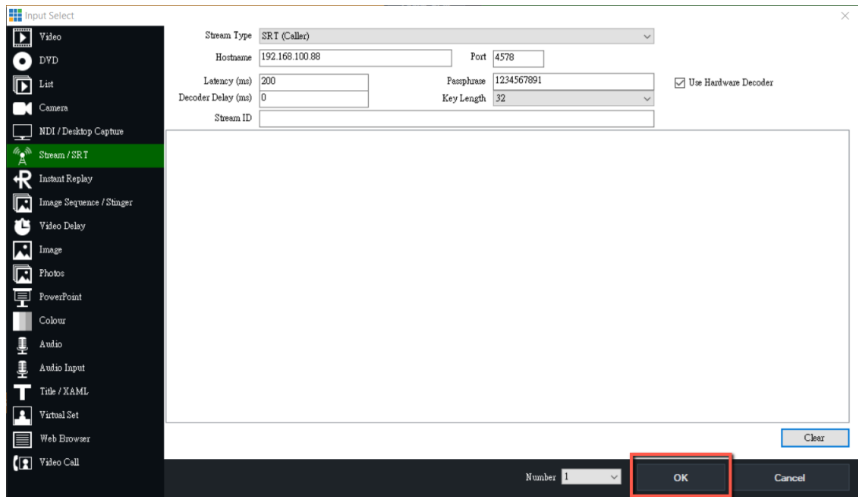 Input Select
Video
DVD
List
Camera
NDI / Desktop Capture
Stream / SRT
Instant Replay
Image Sequence / Stinger
Video Delay
Image
Photos
PowerPoint
Colour
Audio
Audio Input
Title / XAML
Virtual Set
Web Browser
Video Call
Stream Type SRT (Caller)
Hostname 192.168.100.88 Port 4578
Latency (ms) 200 Passphrase 1234567891 Use Hardware Decoder
Decoder Delay (ms) 0 Key Length 32
Stream ID
Clear
Number 1 OK Cancel